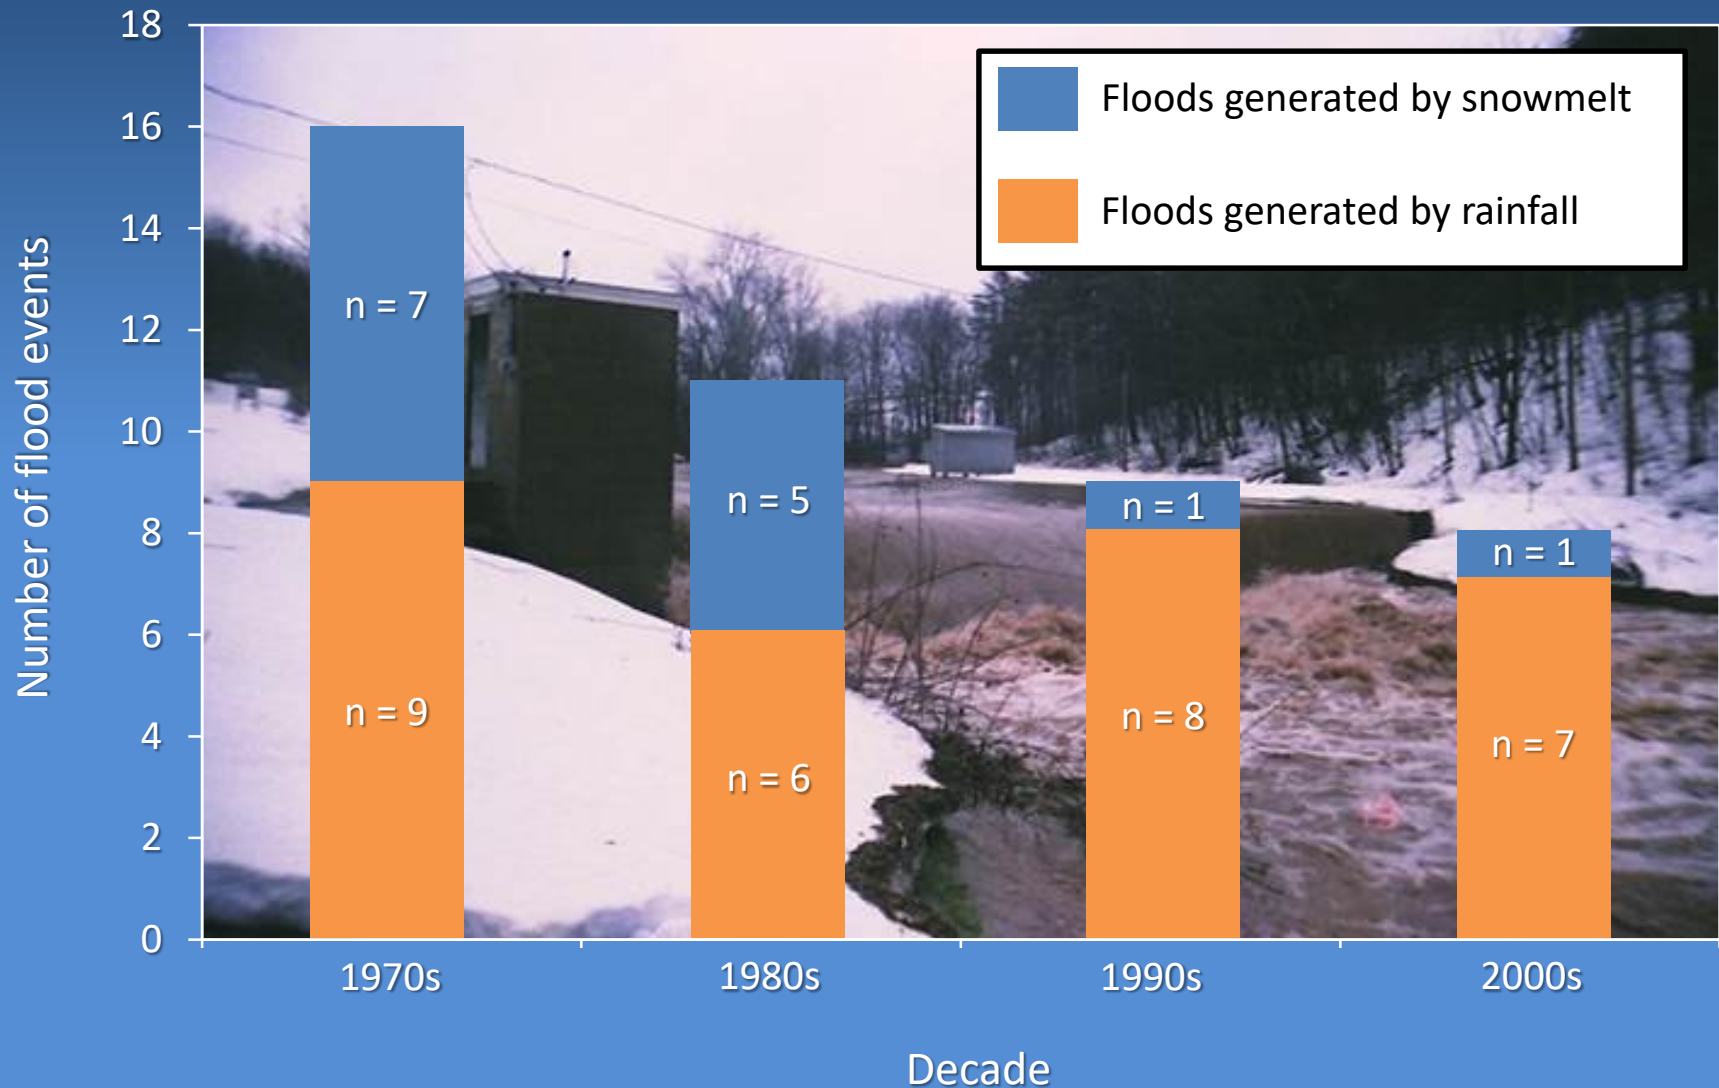 18
16
14
12
10
8
6
4
2
0
Number of flood events
Floods generated by snowmelt
Floods generated by rainfall
n = 7
n = 9
n = 5
n = 6
n = 1
n = 8
n = 1
n = 7
1970s
1980s
1990s
2000s
Decade